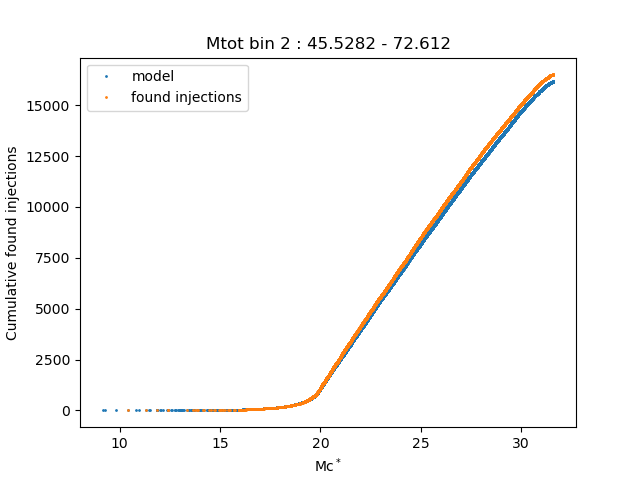 Mtot bin 2 : 45.5282 - 72.612
model
found injections
Cumulative found injections
15000
12500
10000
7500
5000
2500
0
10 15 20 25 30
Mc*